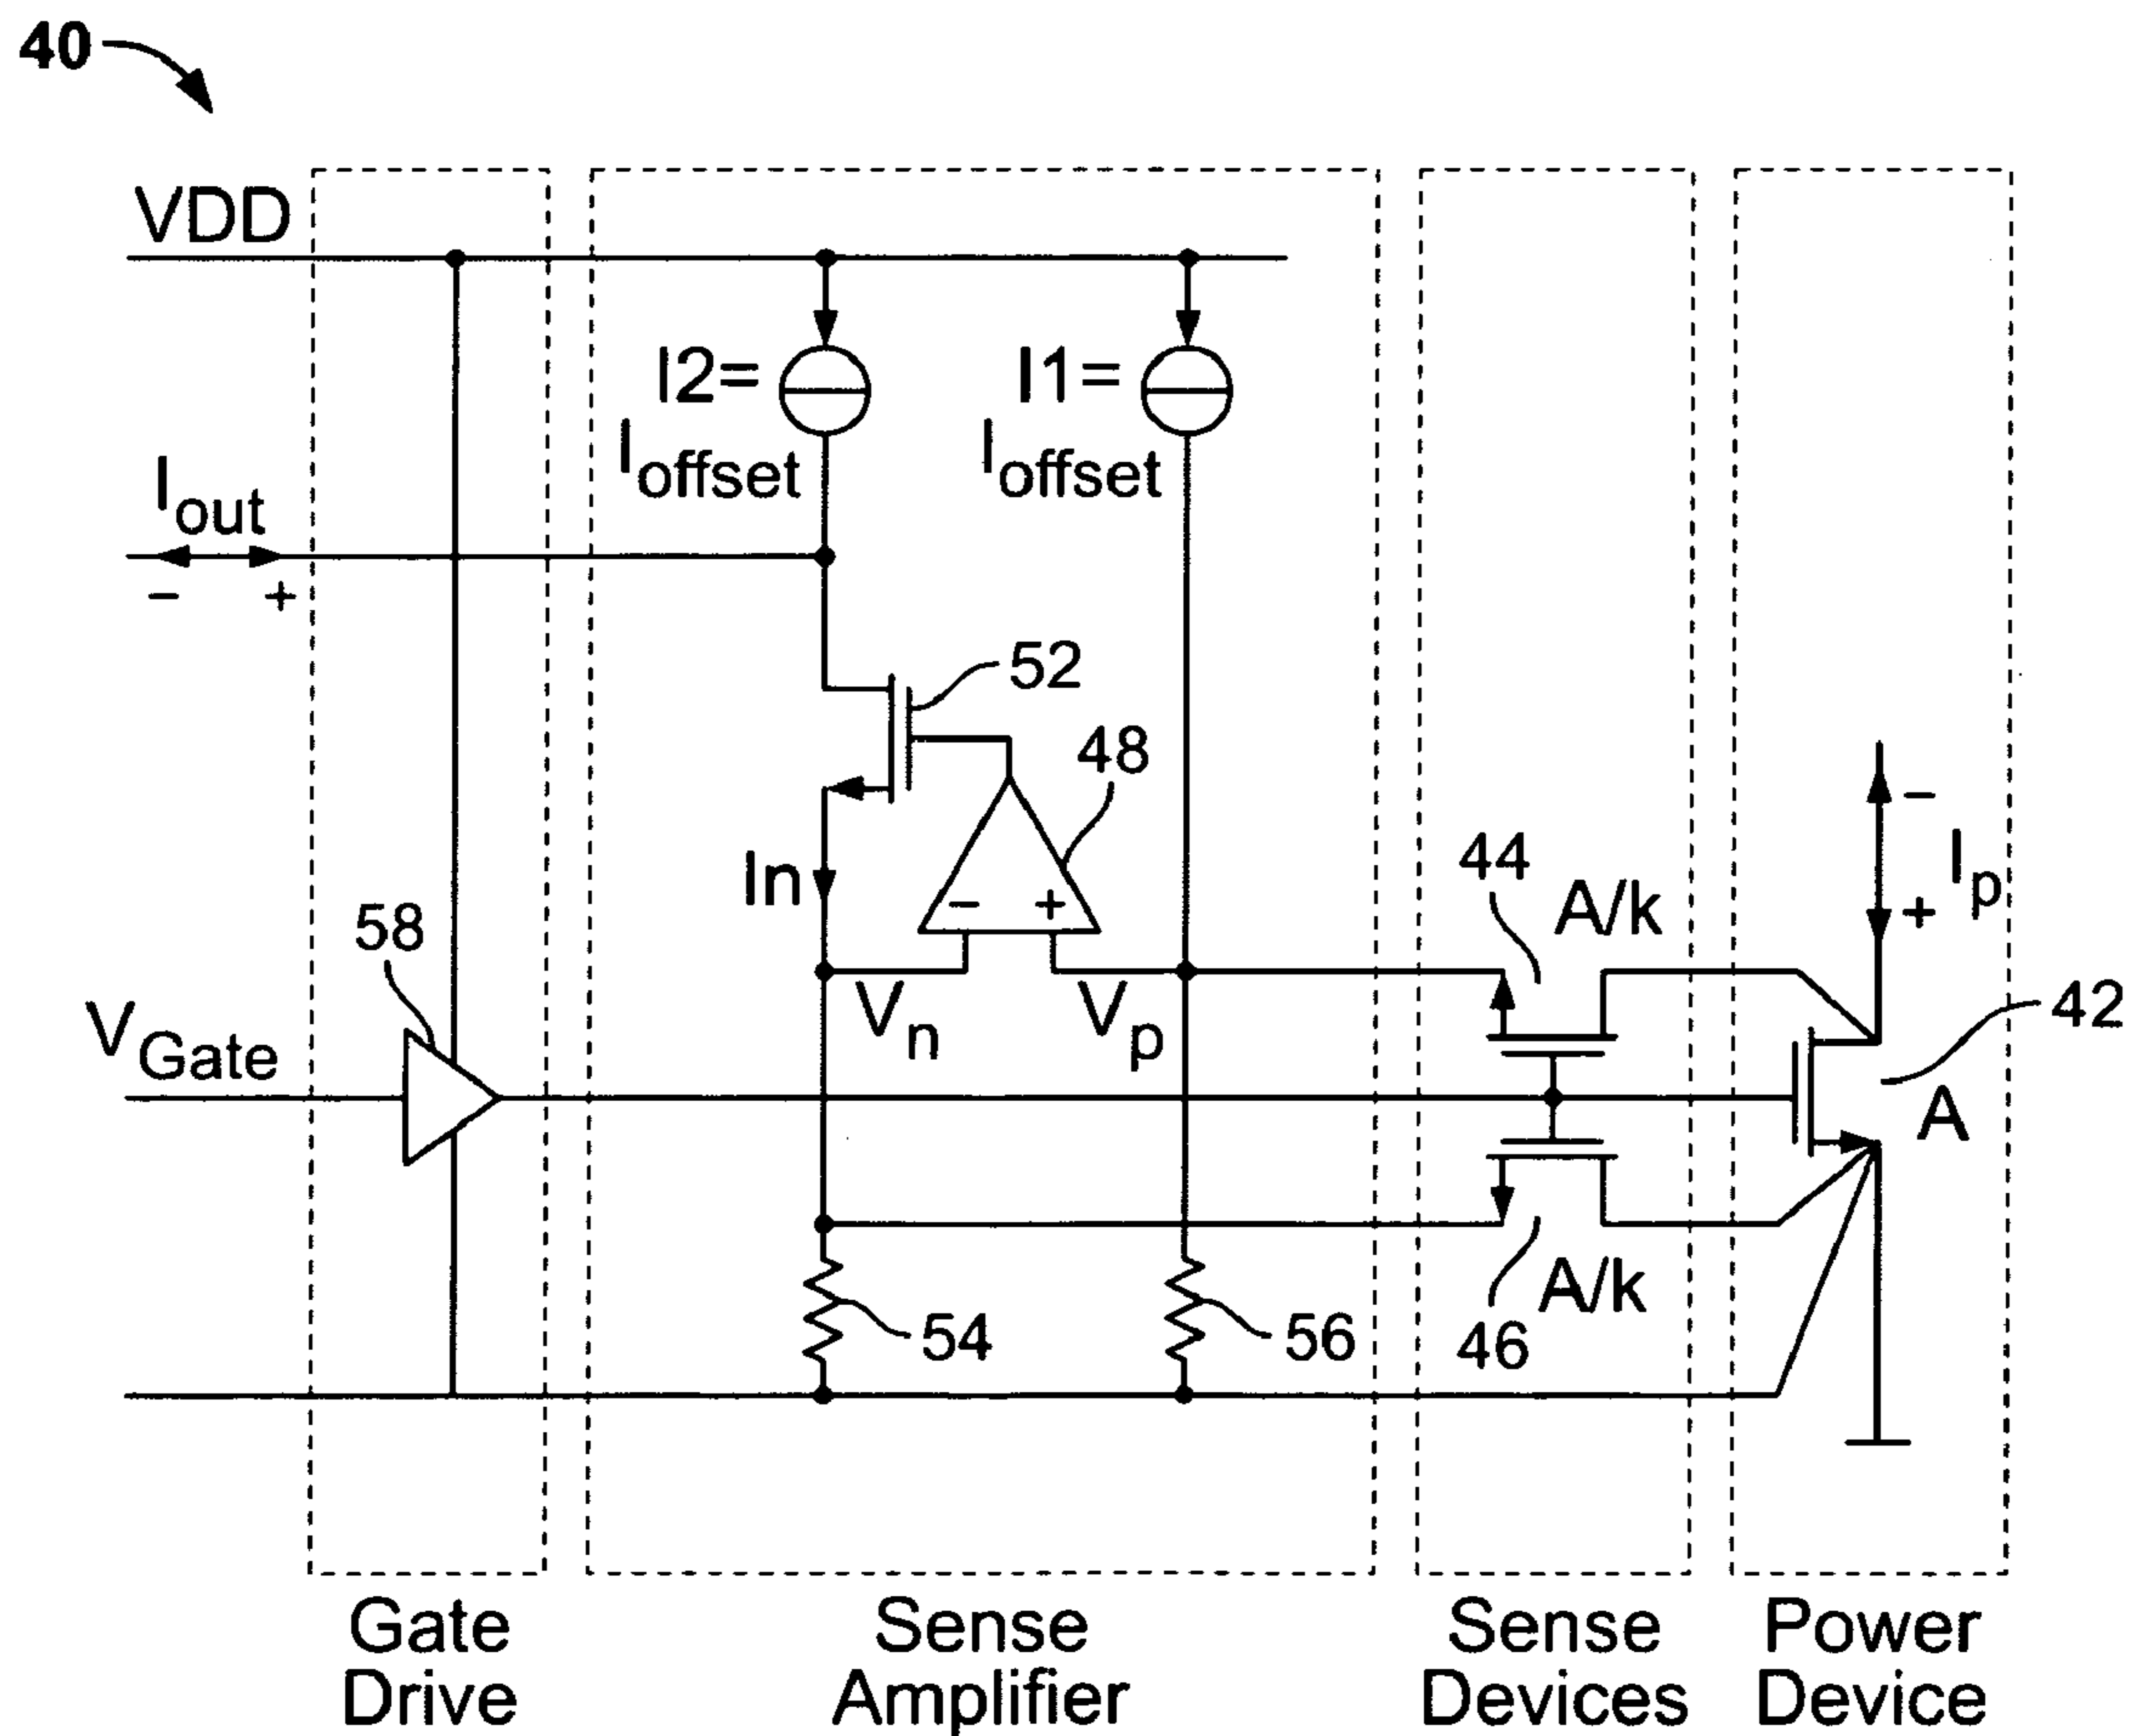 40
VDD
I2=
Ioffset
I1=
Ioffset
Iout
- +
52
48
-
Ip
+
In
- +
44
A/k
58
Vn
Vp
42
VGate
A
54
56
46
A/k
Gate
Drive
Sense
Amplifier
Sense
Devices
Power
Device